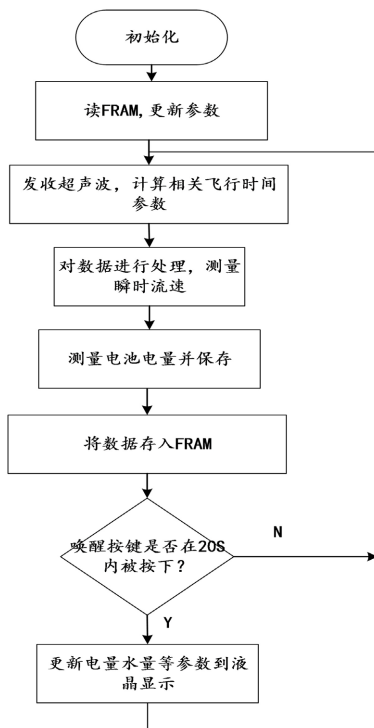 初始化
读FRAM,更新参数
发收超声波，计算相关飞行时间
参数
对数据进行处理，测量
瞬时流速
测量电池电量并保存
将数据存入FRAM
唤醒按键是否在20S
内被按下？
N
Y
更新电量水量等参数到液
晶显示